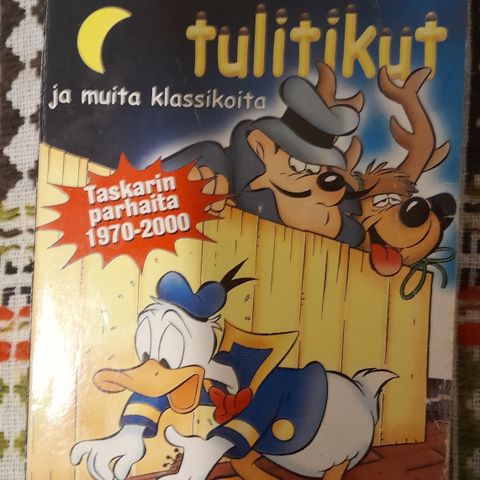 tulitikut
ja muita klassikoita
Taskarin
parhaita
1970-2000